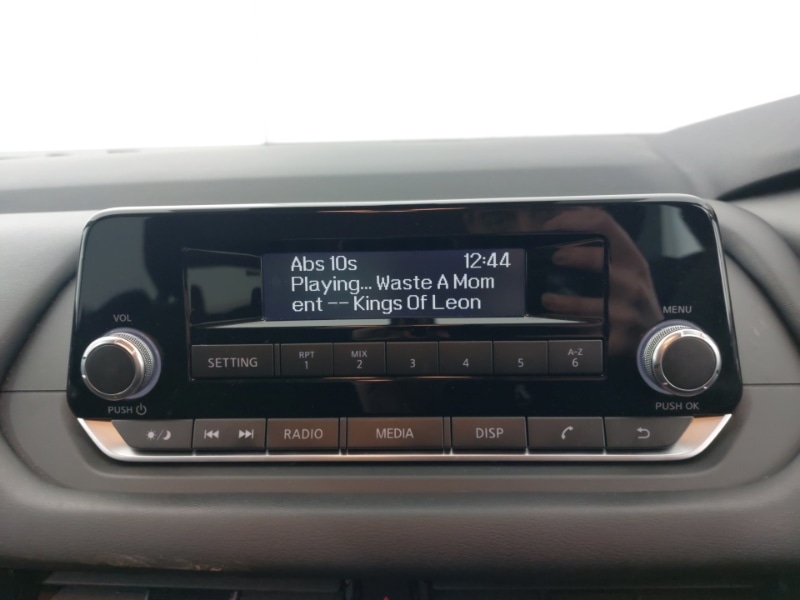 Abs 10s 12:44
Playing... Waste A Mom
ent -- Kings Of Leon
VOL
MENU
SETTING
RPT
1
MIX
2
3
4
5
A-Z
6
PUSH
PUSH OK
RADIO
MEDIA
DISP